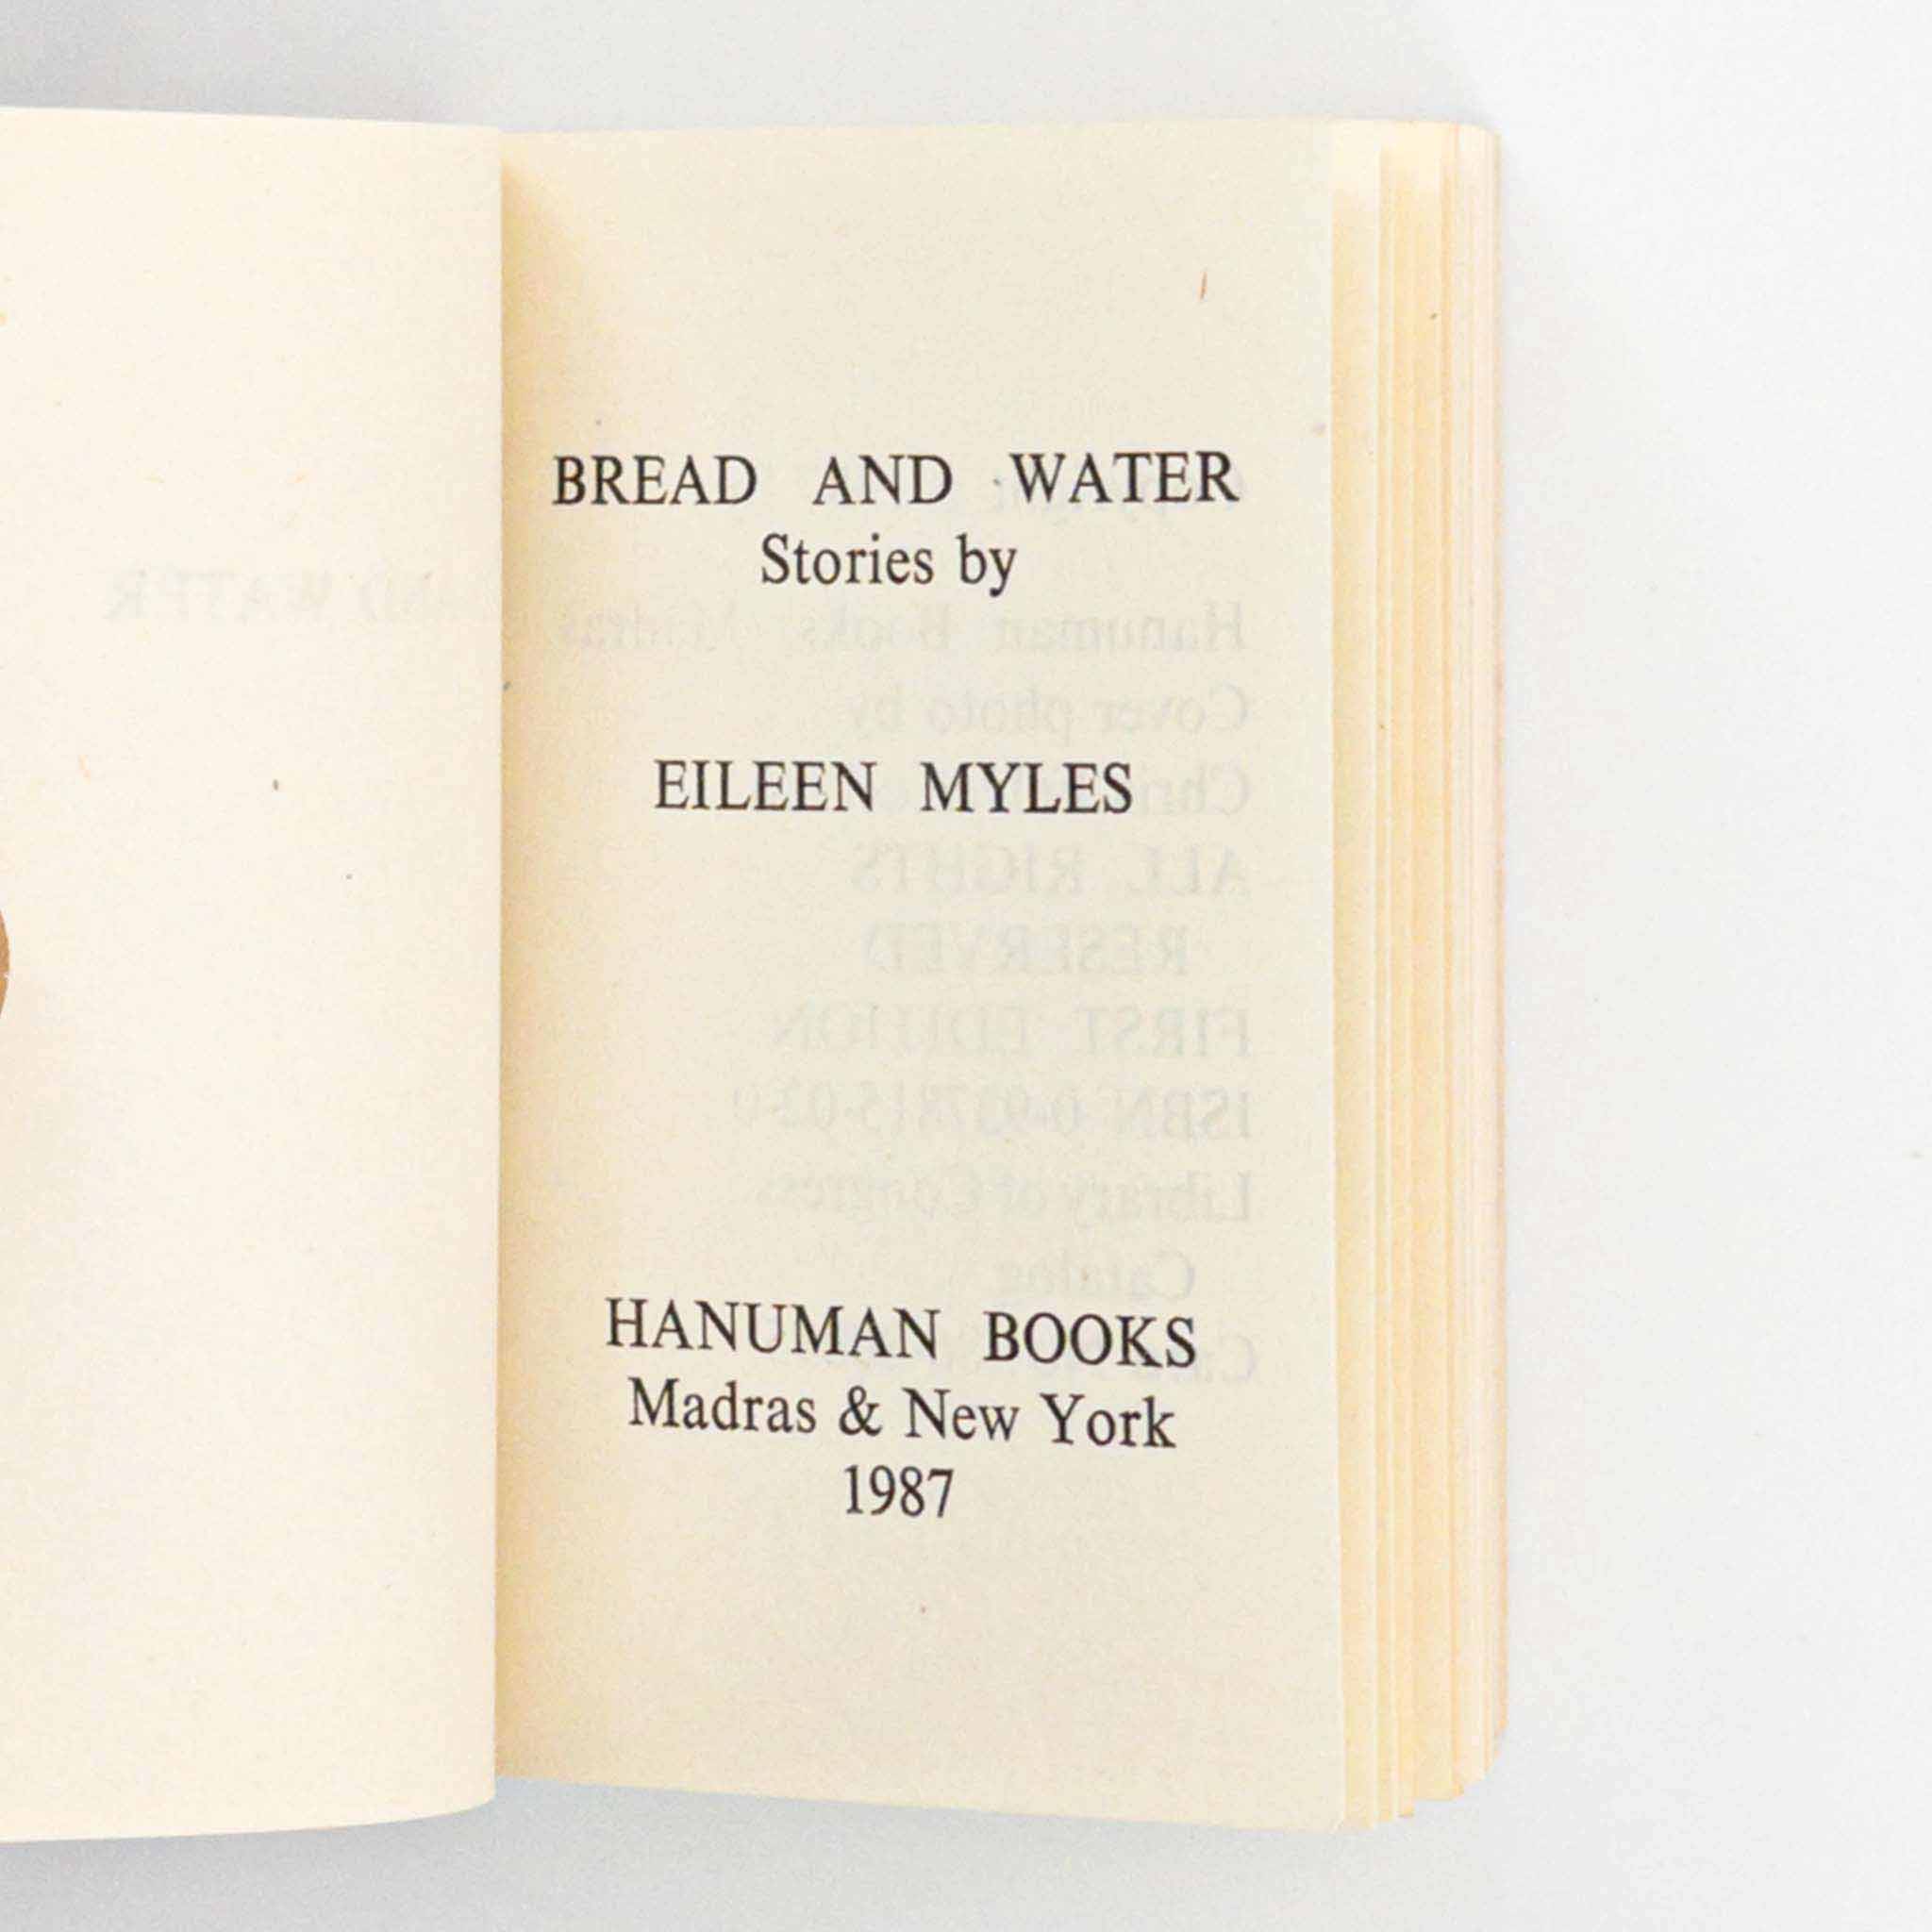 BREAD AND WATER
Stories by
EILEEN MYLES
HANUMAN BOOKS
Madras & New York
1987